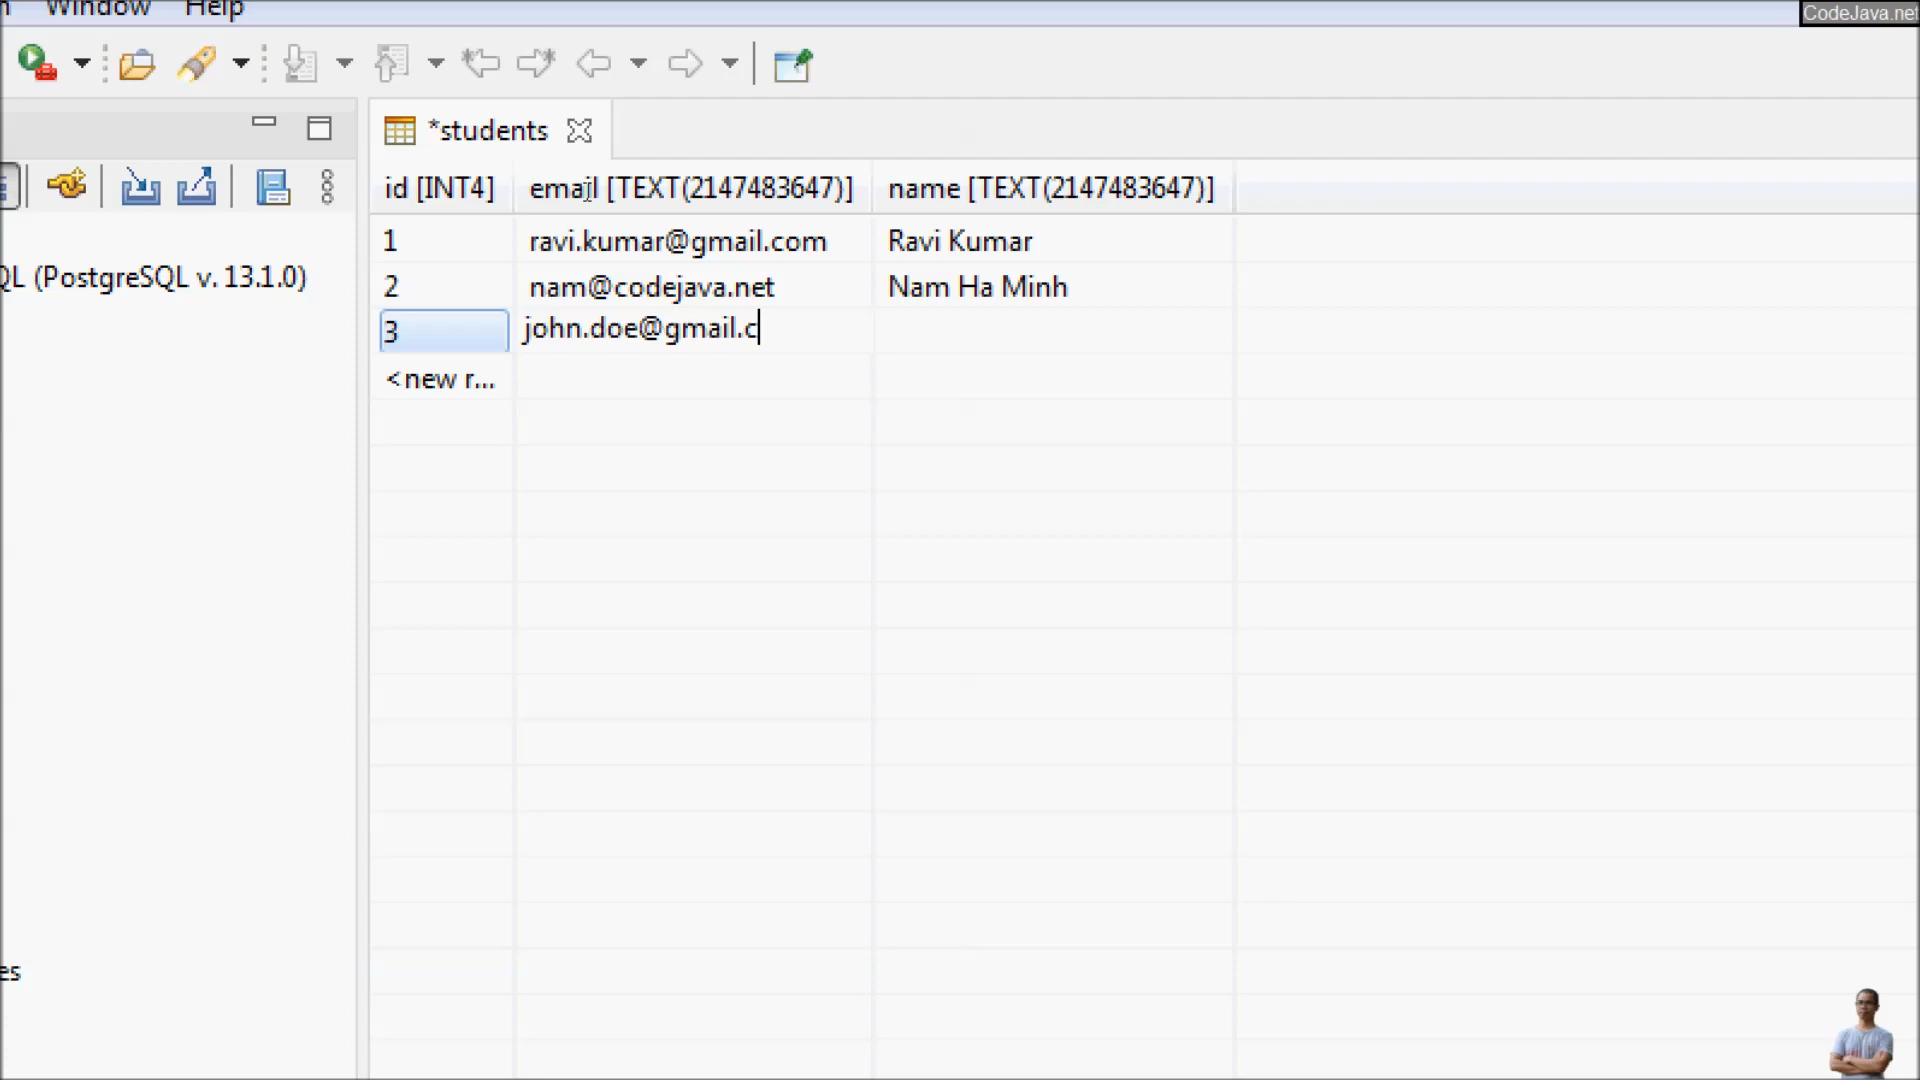 Window Help
CodeJava.net
*students
id [INT4] email [TEXT(2147483647)] name [TEXT(2147483647)]
1 ravi.kumar@gmail.com Ravi Kumar
QL (PostgreSQL v. 13.1.0)
2 nam@codejava.net Nam Ha Minh
3 john.doe@gmail.c
<new r...
es